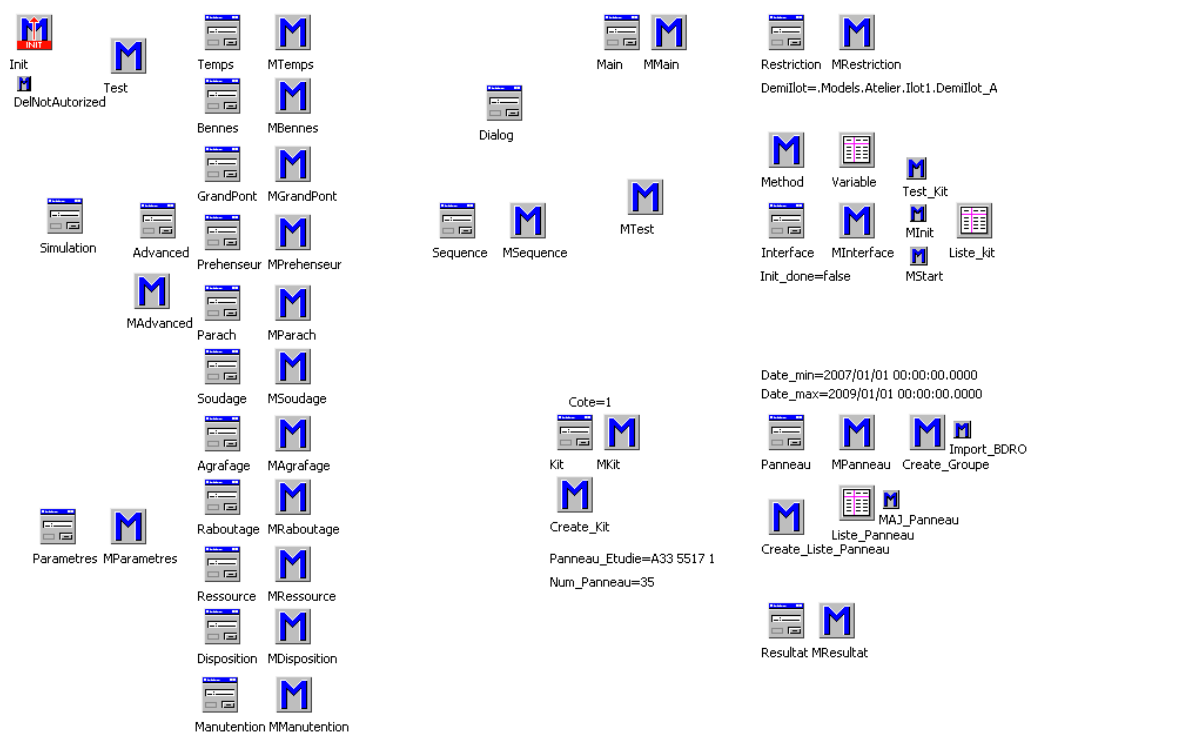 INIT
Init
DelNotAutorized
Test
Temps
MTemps
Bennes
MBennes
GrandPont
MGrandPont
Simulation
Advanced
Prehenseur
MPrehenseur
MAdvanced
Parach
MParach
Soudage
MSoudage
Agrafage
MAgrafage
Raboutage
MRaboutage
Parametres
MParametres
Ressource
MRessource
Disposition
MDisposition
Manutention
MManutention
Main
MMain
Dialog
MTest
Sequence
MSequence
Cote=1
Kit
MKit
Create_Kit
Panneau_Etudie=A33 5517 1
Num_Panneau=35
Restriction
MRestriction
DemiIlot=.Models.Atelier.Ilot1.DemiIlot_A
Method
Variable
Test_Kit
Interface
MInterface
MInit
Liste_kit
Init_done=false
MStart
Date_min=2007/01/01 00:00:00.0000
Date_max=2009/01/01 00:00:00.0000
Panneau
MPanneau
Create_Groupe
Import_BDRO
Create_Liste_Panneau
Liste_Panneau
MAJ_Panneau
Resultat
MResultat